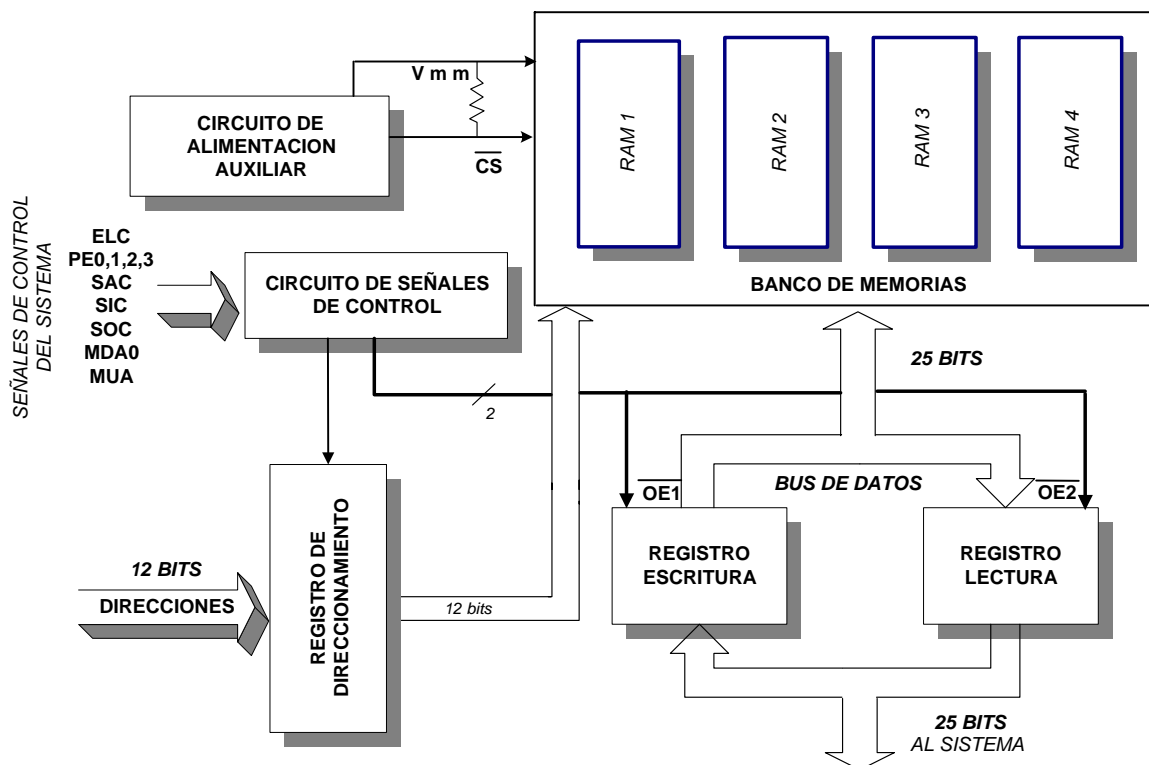 V m m
CIRCUITO DE
ALIMENTACION
AUXILIAR
CS
RAM 1
RAM 2
RAM 3
RAM 4
BANCO DE MEMORIAS
SEÑALES DE CONTROL
DEL SISTEMA
ELC
PE0,1,2,3
SAC
SIC
SOC
MDA0
MUA
CIRCUITO DE SEÑALES
DE CONTROL
2
25 BITS
BUS DE DATOS
OE1
OE2
REGISTRO
ESCRITURA
REGISTRO
LECTURA
12 BITS
DIRECCIONES
REGISTRO DE
DIRECCIONAMIENTO
12 bits
25 BITS
AL SISTEMA